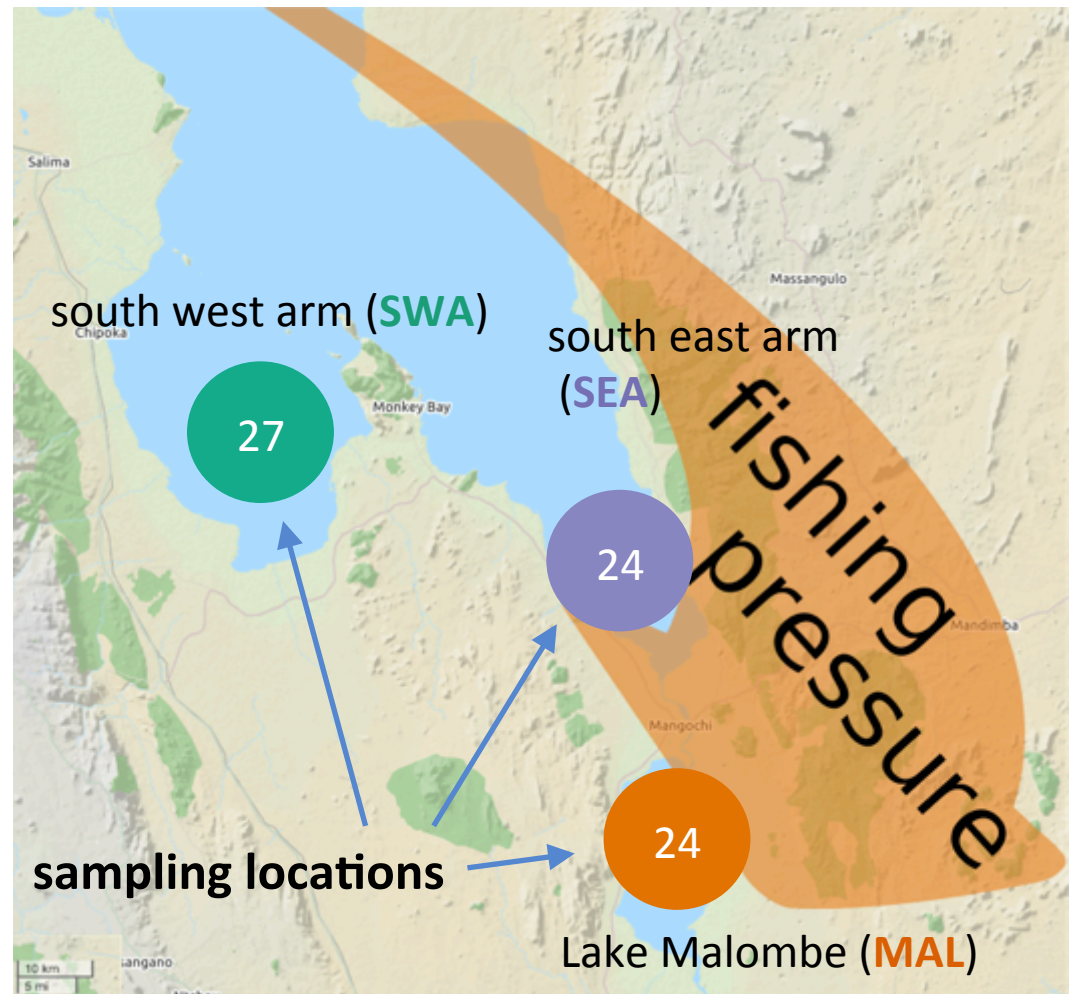 Salima
Massangulo
south west arm (SWA)
Chipoka
south east arm
(SEA)
Monkey Bay
27
fishing
pressure
24
Mandimba
Mangochi
24
sampling locations
Lake Malombe (MAL)
angano
10 km
5 mi